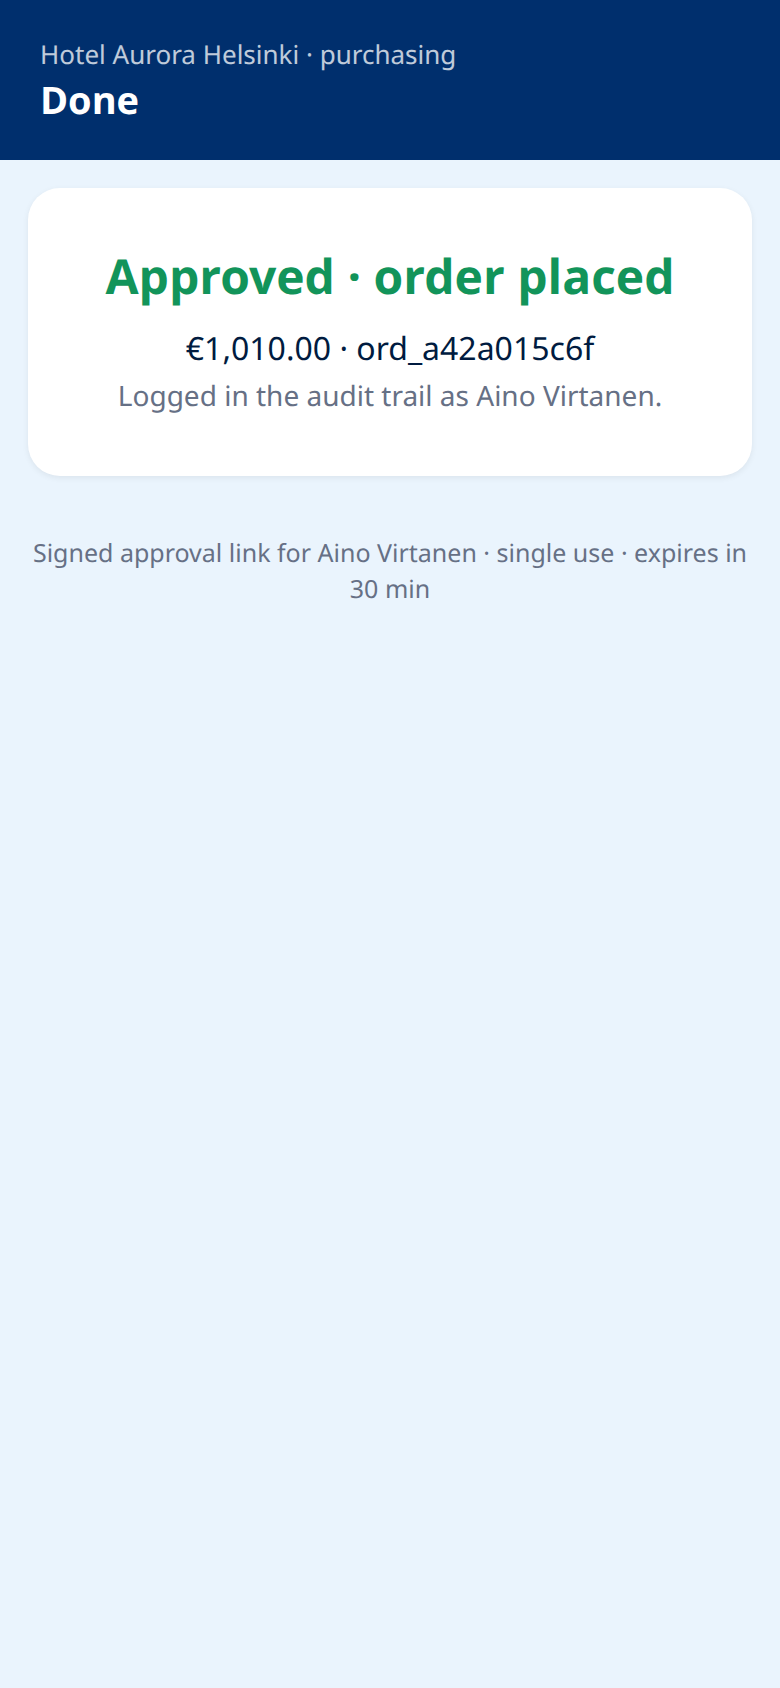 Hotel Aurora Helsinki · purchasing
Done
Approved · order placed
€1,010.00 · ord_a42a015c6f
Logged in the audit trail as Aino Virtanen.
Signed approval link for Aino Virtanen · single use · expires in
30 min